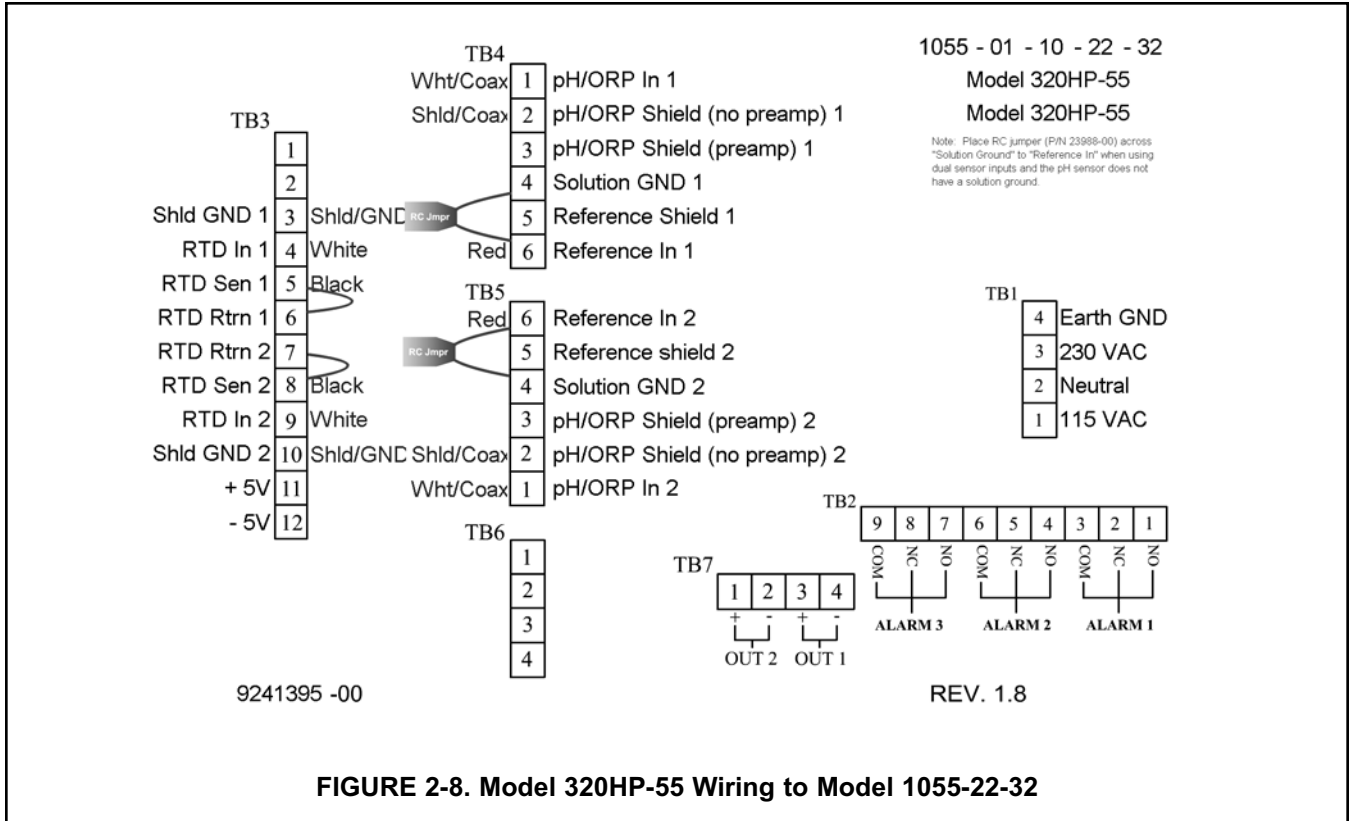 1055 - 01 - 10 - 22 - 32
Model 320HP-55
Model 320HP-55
Note: Place RC jumper (P/N 23988-00) across
"Solution Ground" to "Reference In" when using
dual sensor inputs and the pH sensor does not
have a solution ground.
TB4
Wht/Coax 1 pH/ORP In 1
Shld/Coax 2 pH/ORP Shield (no preamp) 1
3 pH/ORP Shield (preamp) 1
4 Solution GND 1
RC Jmpr
5 Reference Shield 1
Red 6 Reference In 1
TB3
1
2
Shld GND 1 3 Shld/GND
RTD In 1 4 White
RTD Sen 1 5 Black
RTD Rtrn 1 6
RTD Rtrn 2 7
RTD Sen 2 8 Black
RTD In 2 9 White
Shld GND 2 10 Shld/GND
+ 5V 11
- 5V 12
TB5
Red 6 Reference In 2
RC Jmpr
5 Reference shield 2
4 Solution GND 2
3 pH/ORP Shield (preamp) 2
Shld/Coax 2 pH/ORP Shield (no preamp) 2
Wht/Coax 1 pH/ORP In 2
TB1
4 Earth GND
3 230 VAC
2 Neutral
1 115 VAC
TB6
1
2
3
4
TB7
1 2 3 4
+ - + -
OUT 2 OUT 1
TB2
9 8 7 6 5 4 3 2 1
COM NC NO COM NC NO COM NC NO
ALARM 3 ALARM 2 ALARM 1
9241395 -00
REV. 1.8
FIGURE 2-8. Model 320HP-55 Wiring to Model 1055-22-32